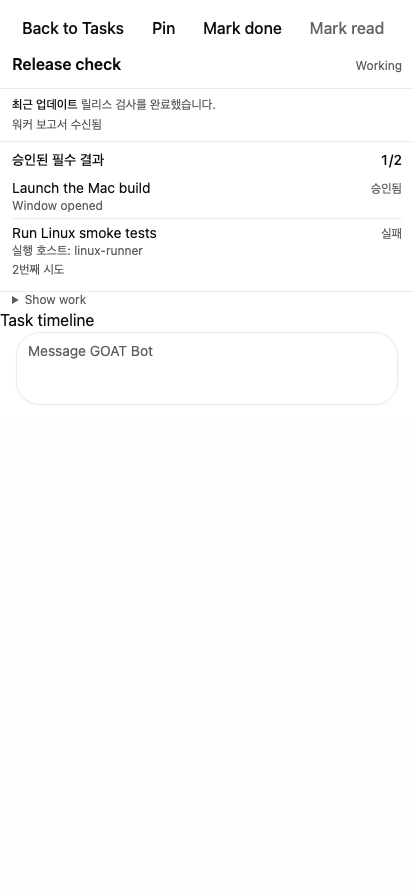 Back to Tasks Pin Mark done Mark read
Release check Working
최근 업데이트 릴리스 검사를 완료했습니다.
워커 보고서 수신됨
승인된 필수 결과 1/2
Launch the Mac build 승인됨
Window opened
Run Linux smoke tests 실패
실행 호스트: linux-runner
2번째 시도
Show work
Task timeline
Message GOAT Bot